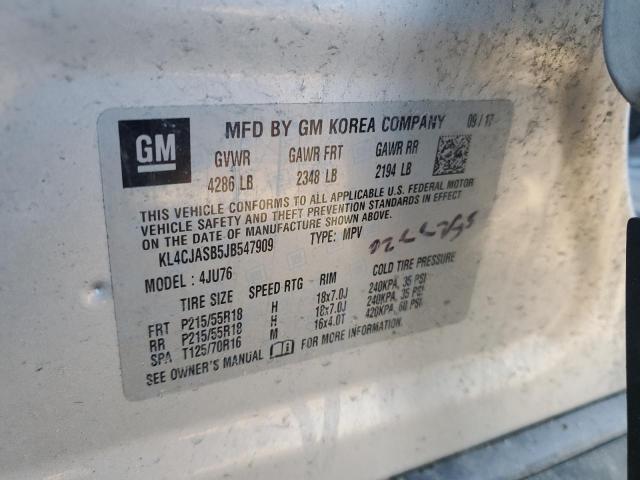 GM
MFD BY GM KOREA COMPANY 09 / 17
GVWR GAWR FRT GAWR RR
4286 LB 2348 LB 2194 LB
THIS VEHICLE CONFORMS TO ALL APPLICABLE U.S. FEDERAL MOTOR
VEHICLE SAFETY AND THEFT PREVENTION STANDARDS IN EFFECT
ON THE DATE OF MANUFACTURE SHOWN ABOVE.
KL4CJASB5JB547909 TYPE: MPV
MODEL: 4JU76
TIRE SIZE SPEED RTG RIM COLD TIRE PRESSURE
FRT P215/55R18 H 18x7.0J 240KPA, 35 PSI
RR P215/55R18 H 18x7.0J 240KPA, 35 PSI
SPA T125/70R16 M 16x4.0T 420KPA, 60 PSI
SEE OWNER'S MANUAL FOR MORE INFORMATION